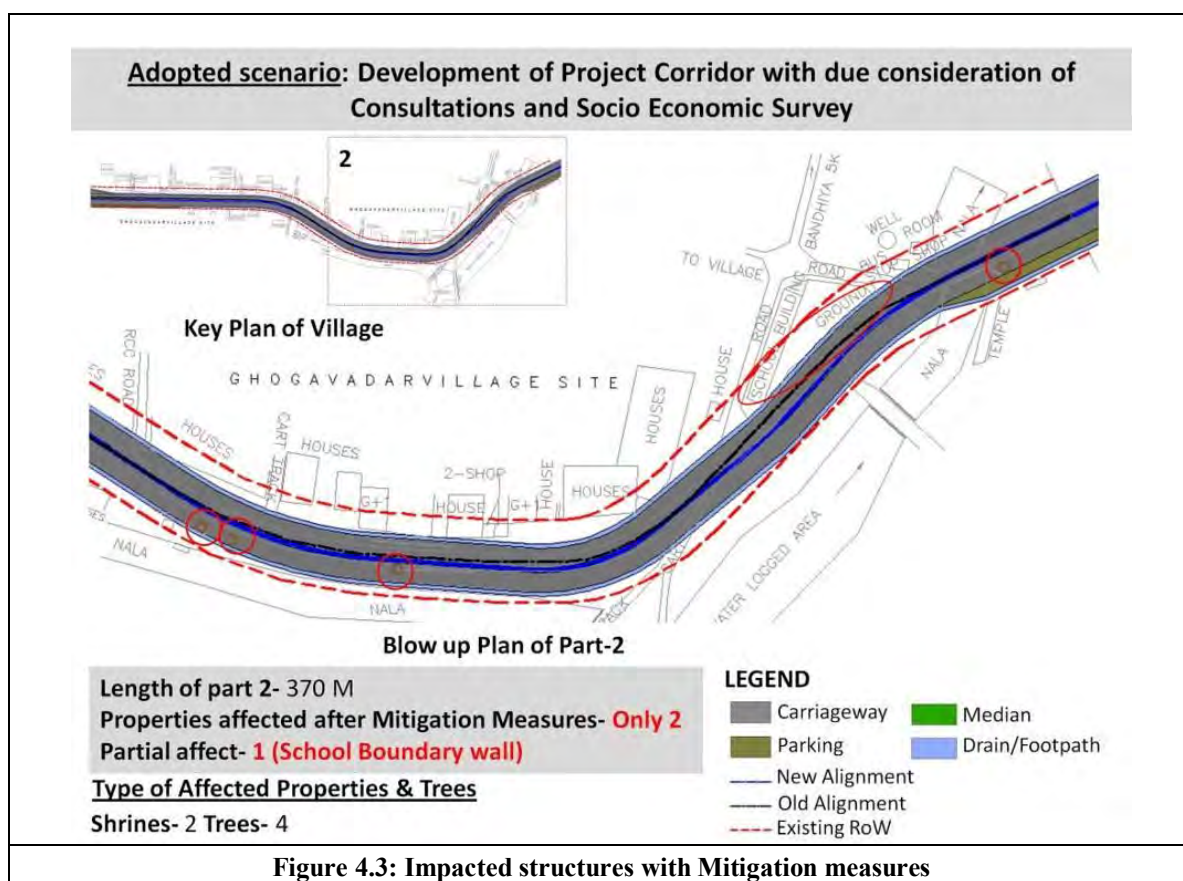 Adopted scenario: Development of Project Corridor with due consideration of
Consultations and Socio Economic Survey
2
Key Plan of Village
RCC ROAD
HOUSES
GHOGAVADARVILLAGE SITE
CART TRACK
HOUSES
G+1
2-SHOP
HOUSE
G+1
HOUSE
HOUSES
HOUSES
HOUSE
TO VILLAGE
ROAD
BANDHIYA
SCHOOL BUILDING
ROAD
GROUND
WELL
ROOM
BUS STOP
SHOP
NALA
TEMPLE
NALA
NALA
NALA
WATER LOGGED AREA
Blow up Plan of Part-2
Length of part 2- 370 M
Properties affected after Mitigation Measures- Only 2
Partial affect- 1 (School Boundary wall)
Type of Affected Properties & Trees
Shrines- 2 Trees- 4
LEGEND
Carriageway
Median
Parking
Drain/Footpath
New Alignment
Old Alignment
Existing RoW
Figure 4.3: Impacted structures with Mitigation measures